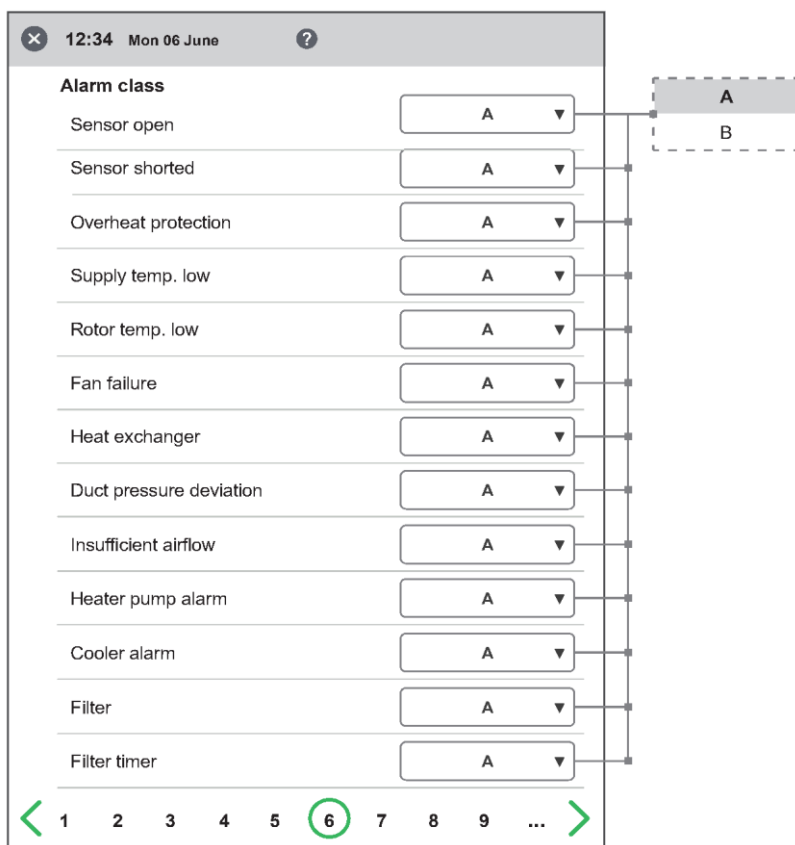 12:34 Mon 06 June ?
Alarm class
Sensor open A
A
B
Sensor shorted A
Overheat protection A
Supply temp. low A
Rotor temp. low A
Fan failure A
Heat exchanger A
Duct pressure deviation A
Insufficient airflow A
Heater pump alarm A
Cooler alarm A
Filter A
Filter timer A
1 2 3 4 5 6 7 8 9 ...